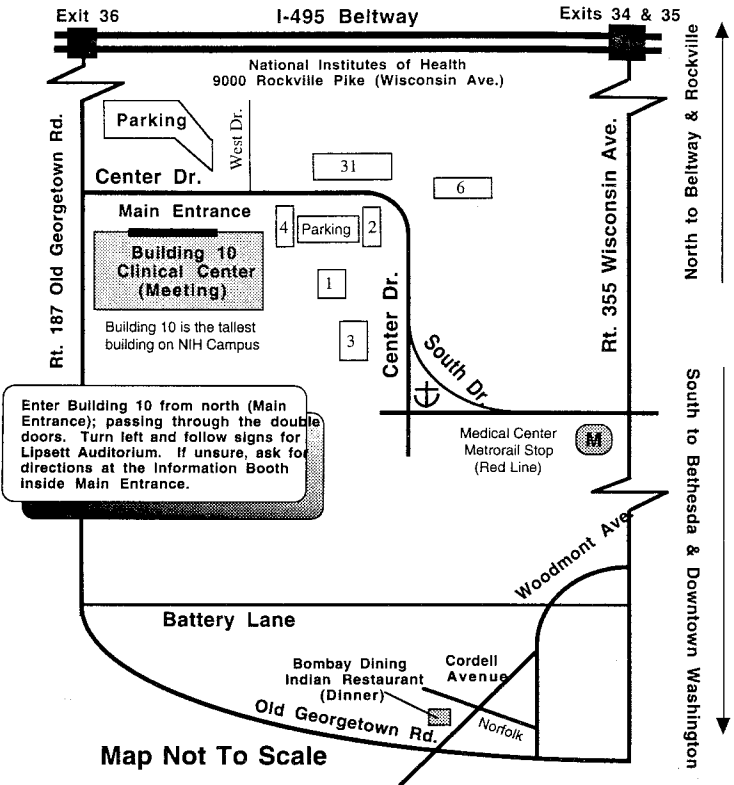 Exit 36
I-495 Beltway
Exits 34 & 35
National Institutes of Health
9000 Rockville Pike (Wisconsin Ave.)
North to Beltway & Rockville
Parking
West Dr.
Rt. 187 Old Georgetown Rd.
Center Dr.
31
6
Rt. 355 Wisconsin Ave.
Main Entrance
4
Parking
2
Building 10
Clinical Center
(Meeting)
1
Building 10 is the tallest
building on NIH Campus
3
Center Dr.
South Dr.
Enter Building 10 from north (Main
Entrance); passing through the double
doors. Turn left and follow signs for
Lipsett Auditorium. If unsure, ask for
directions at the Information Booth
inside Main Entrance.
Medical Center
Metrorail Stop
(Red Line)
M
South to Bethesda & Downtown Washington
Woodmont Ave.
Battery Lane
Bombay Dining
Indian Restaurant
(Dinner)
Cordell
Avenue
Old Georgetown Rd.
Norfolk
Map Not To Scale